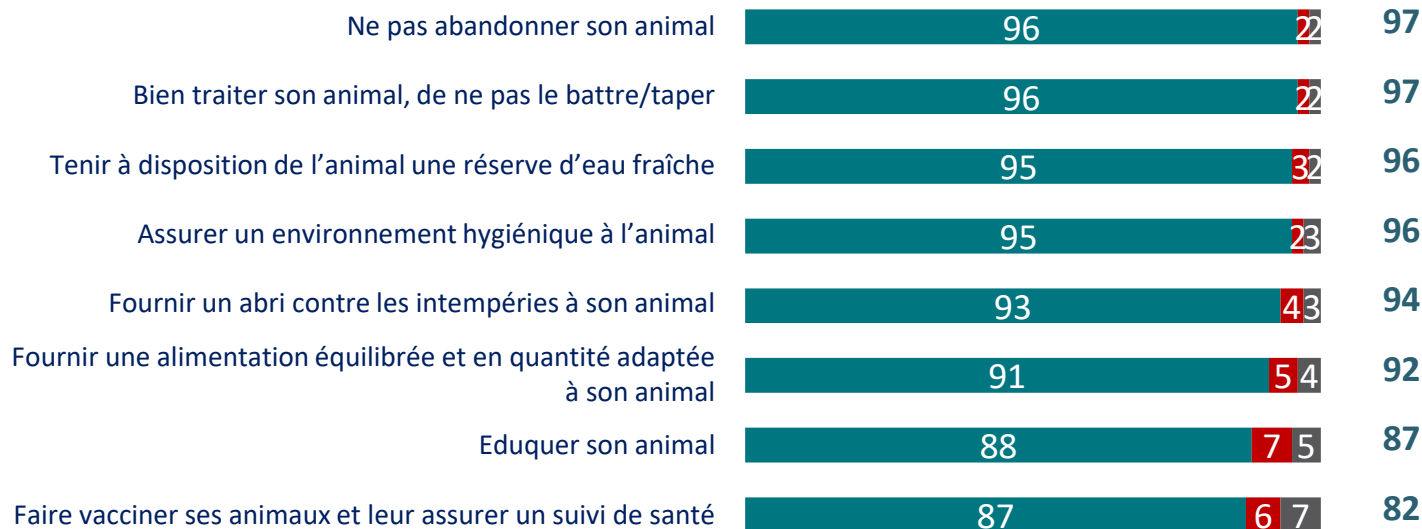 Ne pas abandonner son animal 96 2 2 97
Bien traiter son animal, de ne pas le battre/taper 96 2 2 97
Tenir à disposition de l’animal une réserve d’eau fraîche 95 3 2 96
Assurer un environnement hygiénique à l’animal 95 2 3 96
Fournir un abri contre les intempéries à son animal 93 4 3 94
Fournir une alimentation équilibrée et en quantité adaptée
à son animal 91 5 4 92
Eduquer son animal 88 7 5 87
Faire vacciner ses animaux et leur assurer un suivi de santé 87 6 7 82